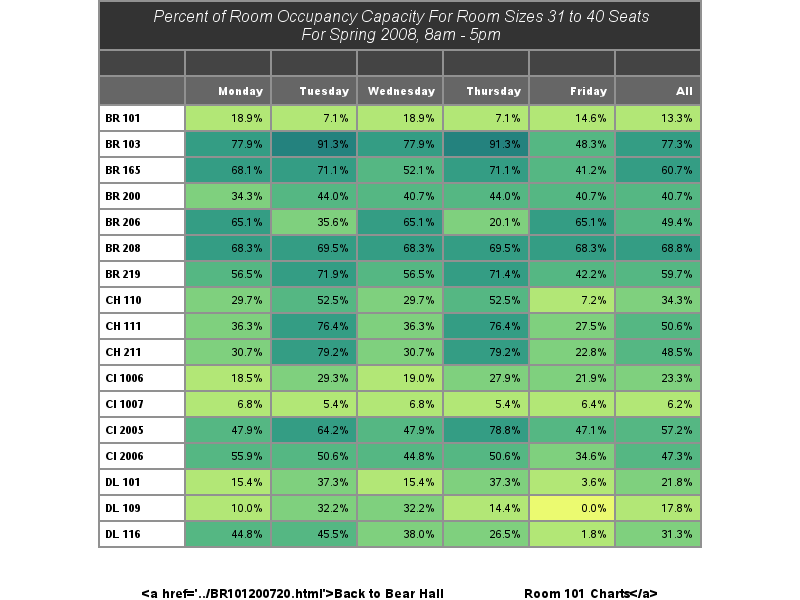 Percent of Room Occupancy Capacity For Room Sizes 31 to 40 Seats
For Spring 2008, 8am - 5pm
Monday Tuesday Wednesday Thursday Friday All
BR 101 18.9% 7.1% 18.9% 7.1% 14.6% 13.3%
BR 103 77.9% 91.3% 77.9% 91.3% 48.3% 77.3%
BR 165 68.1% 71.1% 52.1% 71.1% 41.2% 60.7%
BR 200 34.3% 44.0% 40.7% 44.0% 40.7% 40.7%
BR 206 65.1% 35.6% 65.1% 20.1% 65.1% 49.4%
BR 208 68.3% 69.5% 68.3% 69.5% 68.3% 68.8%
BR 219 56.5% 71.9% 56.5% 71.4% 42.2% 59.7%
CH 110 29.7% 52.5% 29.7% 52.5% 7.2% 34.3%
CH 111 36.3% 76.4% 36.3% 76.4% 27.5% 50.6%
CH 211 30.7% 79.2% 30.7% 79.2% 22.8% 48.5%
CI 1006 18.5% 29.3% 19.0% 27.9% 21.9% 23.3%
CI 1007 6.8% 5.4% 6.8% 5.4% 6.4% 6.2%
CI 2005 47.9% 64.2% 47.9% 78.8% 47.1% 57.2%
CI 2006 55.9% 50.6% 44.8% 50.6% 34.6% 47.3%
DL 101 15.4% 37.3% 15.4% 37.3% 3.6% 21.8%
DL 109 10.0% 32.2% 32.2% 14.4% 0.0% 17.8%
DL 116 44.8% 45.5% 38.0% 26.5% 1.8% 31.3%
<a href='../BR101200720.html'>Back to Bear Hall Room 101 Charts</a>